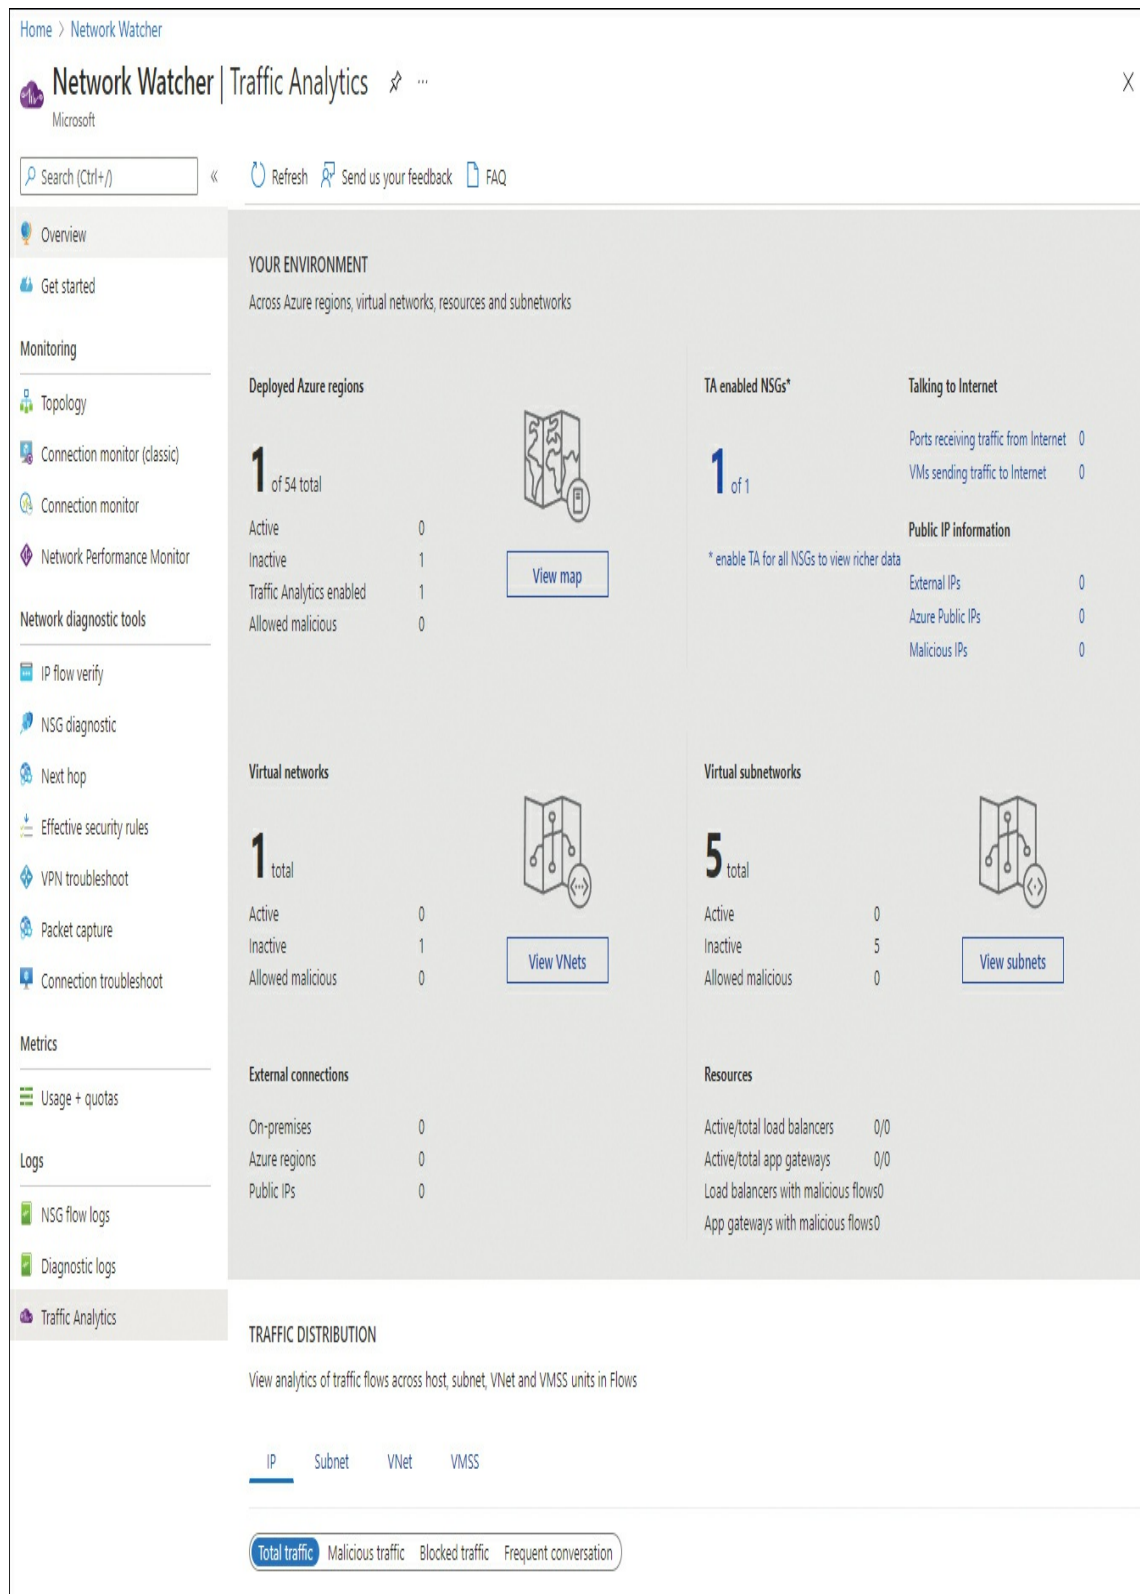 Home > Network Watcher
Network Watcher | Traffic Analytics ...
Microsoft
Search (Ctrl+/)
«
Refresh
Send us your feedback
FAQ
Overview
Get started
Monitoring
Topology
Connection monitor (classic)
Connection monitor
Network Performance Monitor
Network diagnostic tools
IP flow verify
NSG diagnostic
Next hop
Effective security rules
VPN troubleshoot
Packet capture
Connection troubleshoot
Metrics
Usage + quotas
Logs
NSG flow logs
Diagnostic logs
Traffic Analytics
YOUR ENVIRONMENT
Across Azure regions, virtual networks, resources and subnetworks
Deployed Azure regions
1 of 54 total
Active 0
Inactive 1
Traffic Analytics enabled 1
Allowed malicious 0
View map
TA enabled NSGs*
1 of 1
* enable TA for all NSGs to view richer data
Talking to Internet
Ports receiving traffic from Internet 0
VMs sending traffic to Internet 0
Public IP information
External IPs 0
Azure Public IPs 0
Malicious IPs 0
Virtual networks
1 total
Active 0
Inactive 1
Allowed malicious 0
View VNets
Virtual subnetworks
5 total
Active 0
Inactive 5
Allowed malicious 0
View subnets
External connections
On-premises 0
Azure regions 0
Public IPs 0
Resources
Active/total load balancers 0/0
Active/total app gateways 0/0
Load balancers with malicious flows0
App gateways with malicious flows0
TRAFFIC DISTRIBUTION
View analytics of traffic flows across host, subnet, VNet and VMSS units in Flows
IP Subnet VNet VMSS
Total traffic Malicious traffic Blocked traffic Frequent conversation